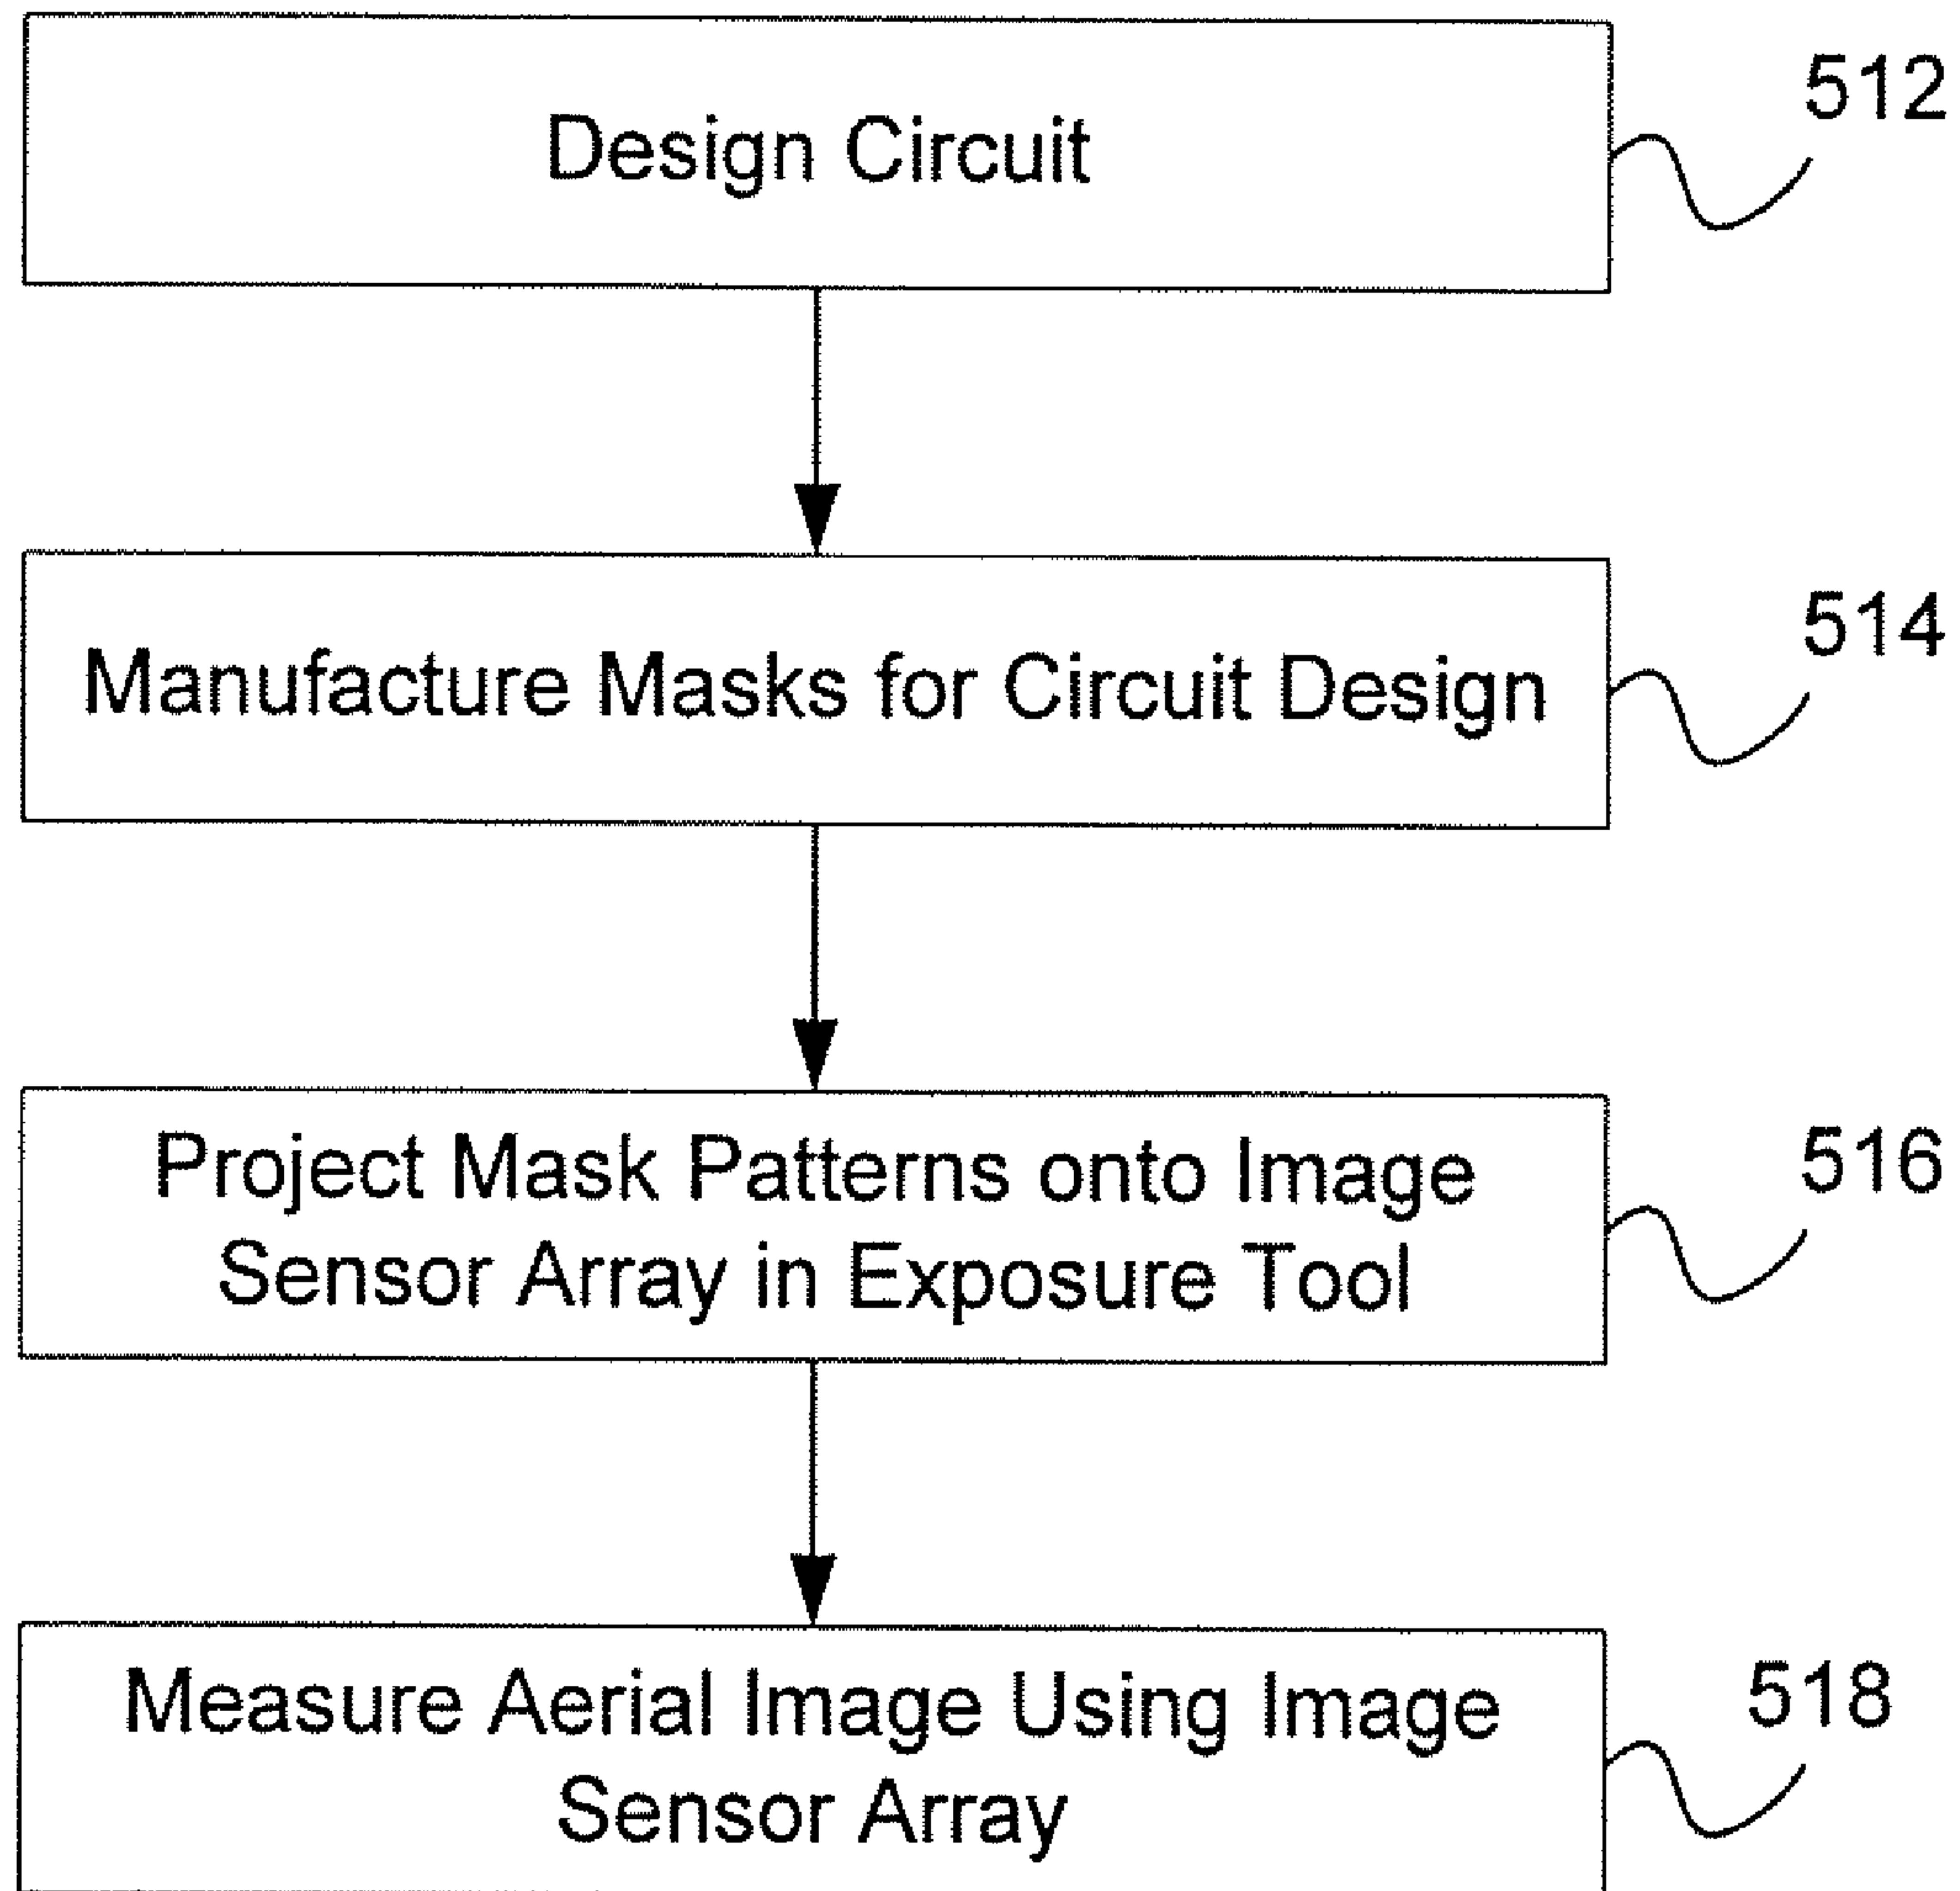 Design Circuit
512
Manufacture Masks for Circuit Design
514
Project Mask Patterns onto Image
Sensor Array in Exposure Tool
516
Measure Aerial Image Using Image
Sensor Array
518